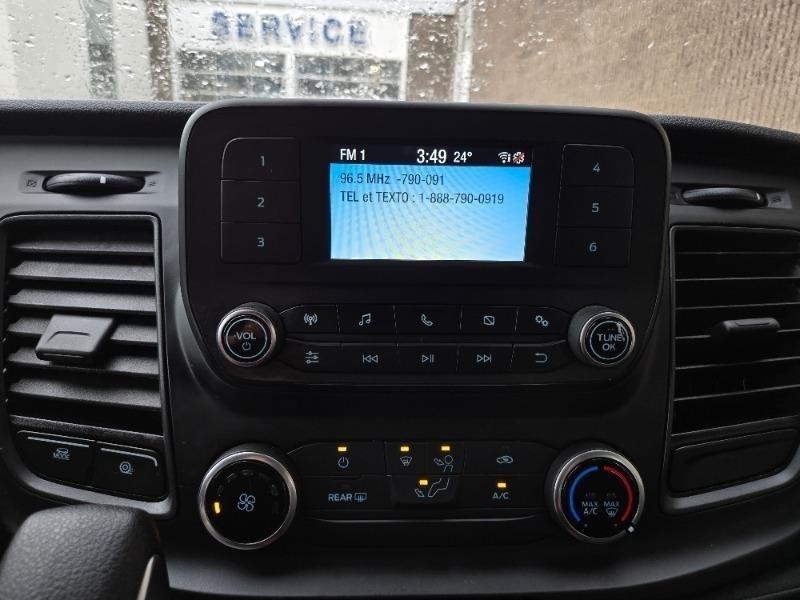 SERVICE
FM 1 3:49 24°
96.5 MHz -790-091
TEL et TEXTO : 1-888-790-0919
1
2
3
4
5
6
VOL
TUNE
OK
MODE
REAR
A/C
MAX
A/C
MAX